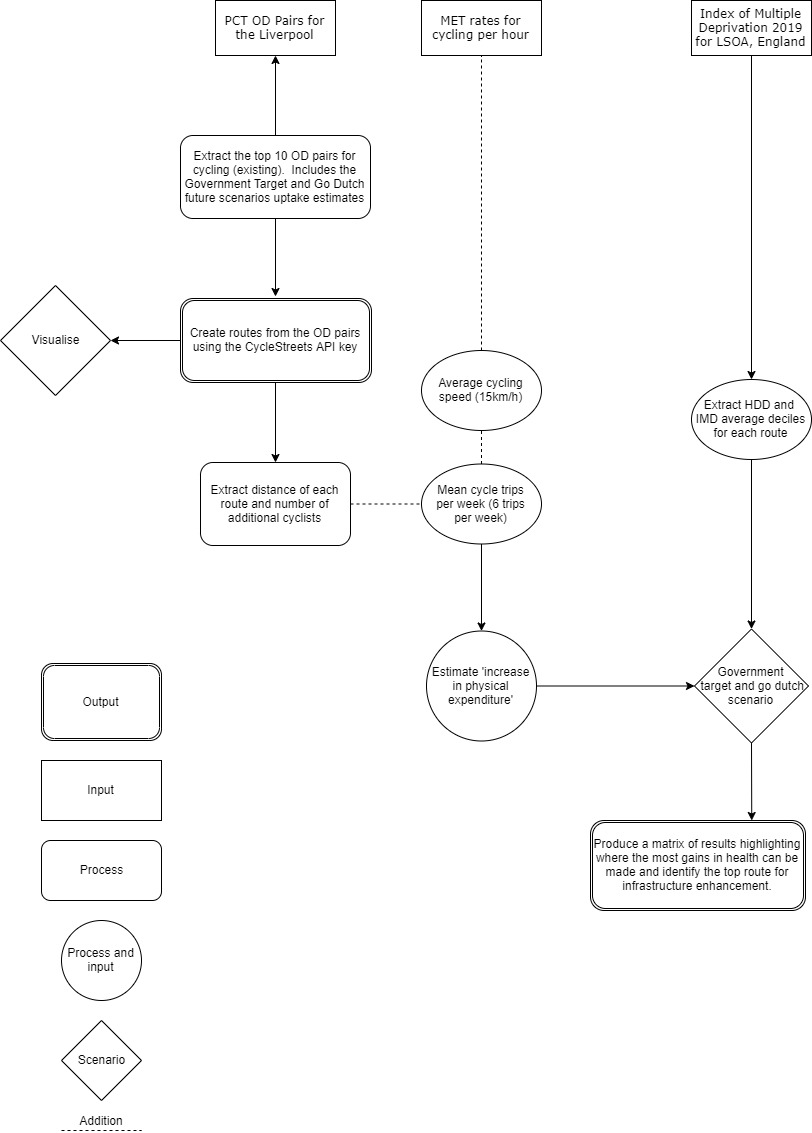 PCT OD Pairs for
the Liverpool
MET rates for
cycling per hour
Index of Multiple
Deprivation 2019
for LSOA, England
Extract the top 10 OD pairs for
cycling (existing).  Includes the
Government Target and Go Dutch
future scenarios uptake estimates
Visualise
Create routes from the OD pairs
using the CycleStreets API key
Average cycling
speed (15km/h)
Extract HDD and
IMD average deciles
for each route
Extract distance of each
route and number of
additional cyclists
Mean cycle trips
per week (6 trips
per week)
Estimate 'increase
in physical
expenditure'
Government
target and go dutch
scenario
Produce a matrix of results highlighting
where the most gains in health can be
made and identify the top route for
infrastructure enhancement.
Output
Input
Process
Process and
input
Scenario
Addition